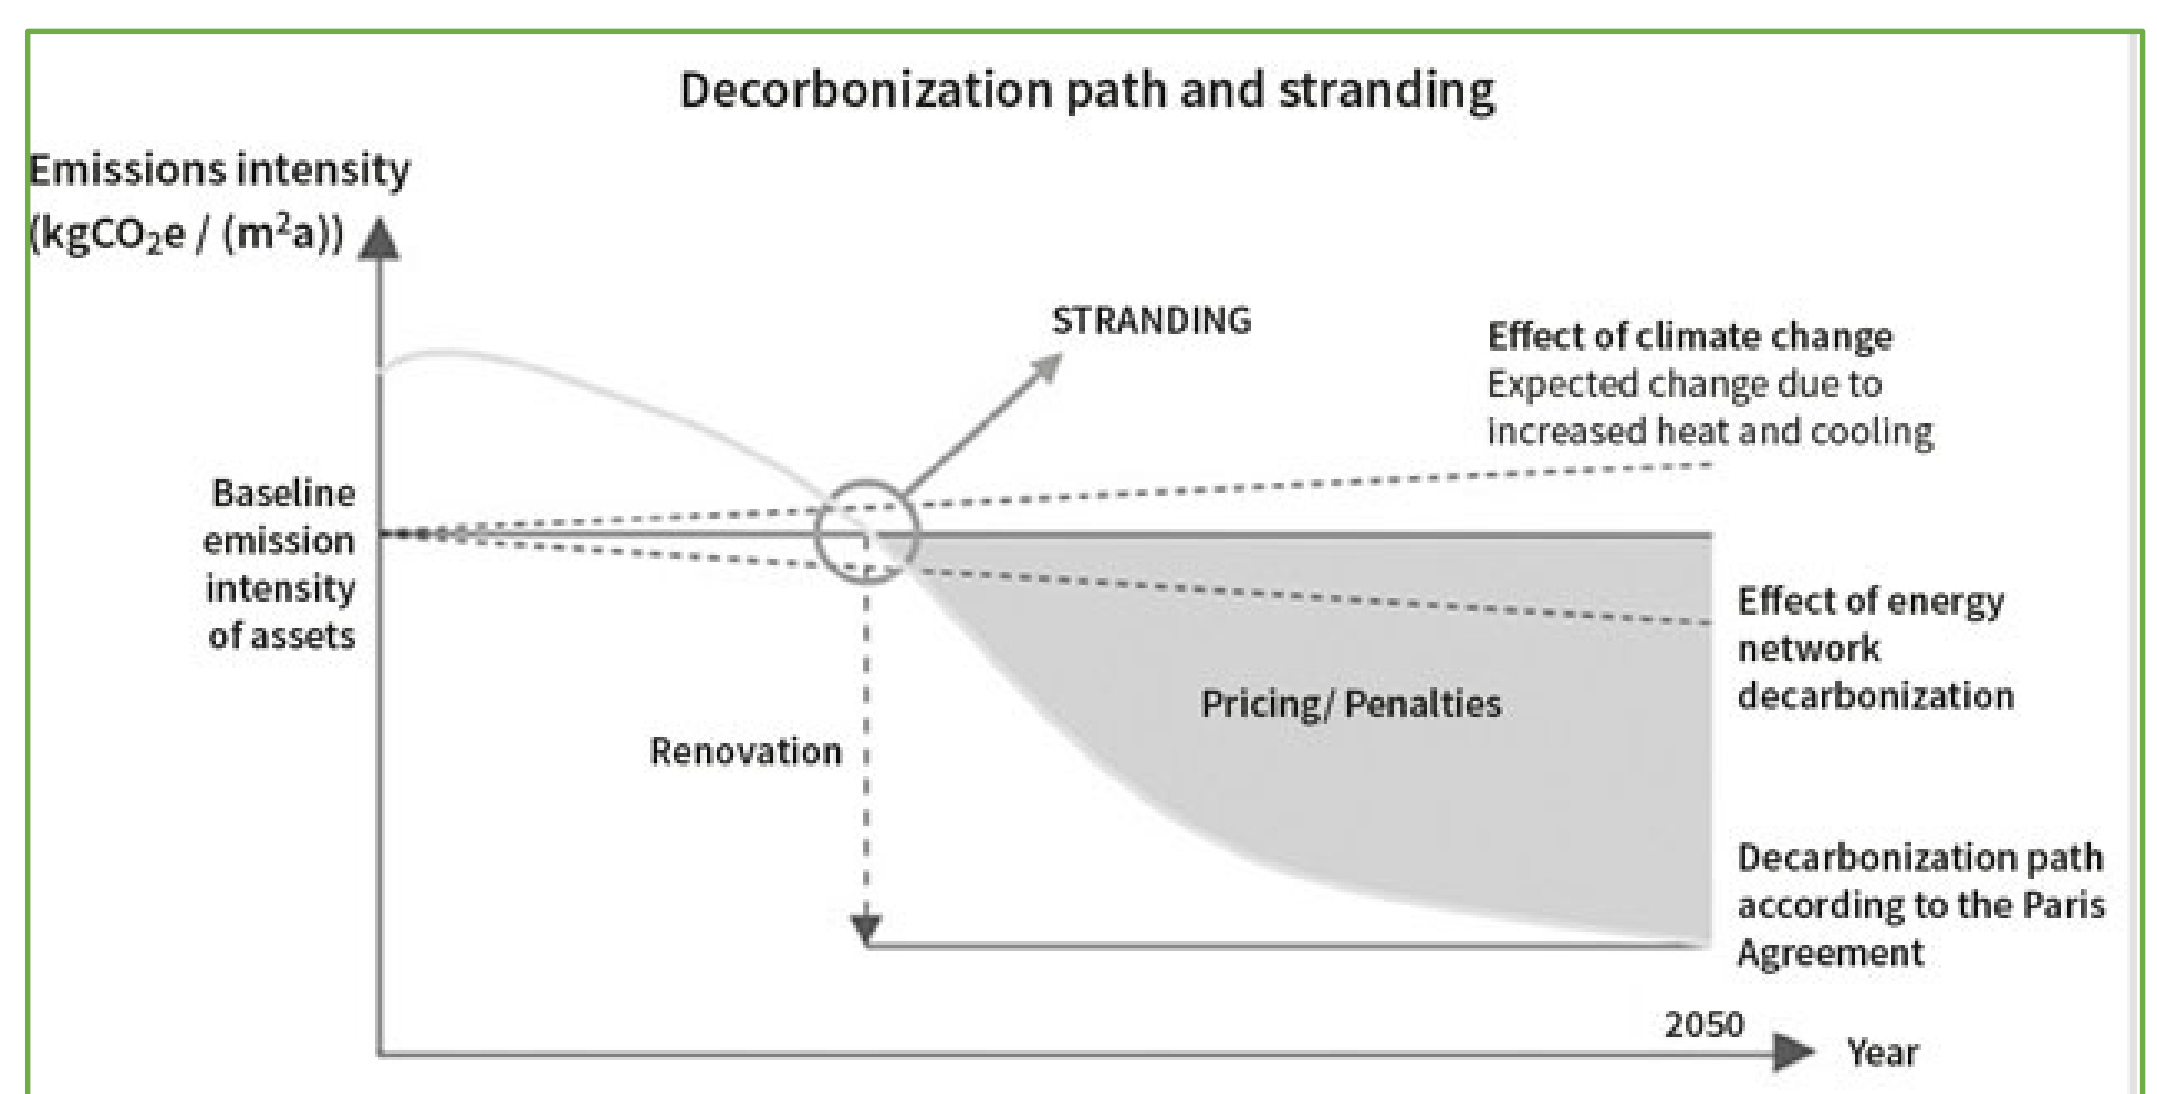 Decorbonization path and stranding
Emissions intensity
(kgCO₂e / (m²a))
STRANDING
Effect of climate change
Expected change due to
increased heat and cooling
Baseline
emission
intensity
of assets
Effect of energy
network
decarbonization
Pricing/ Penalties
Renovation
Decarbonization path
according to the Paris
Agreement
2050
Year